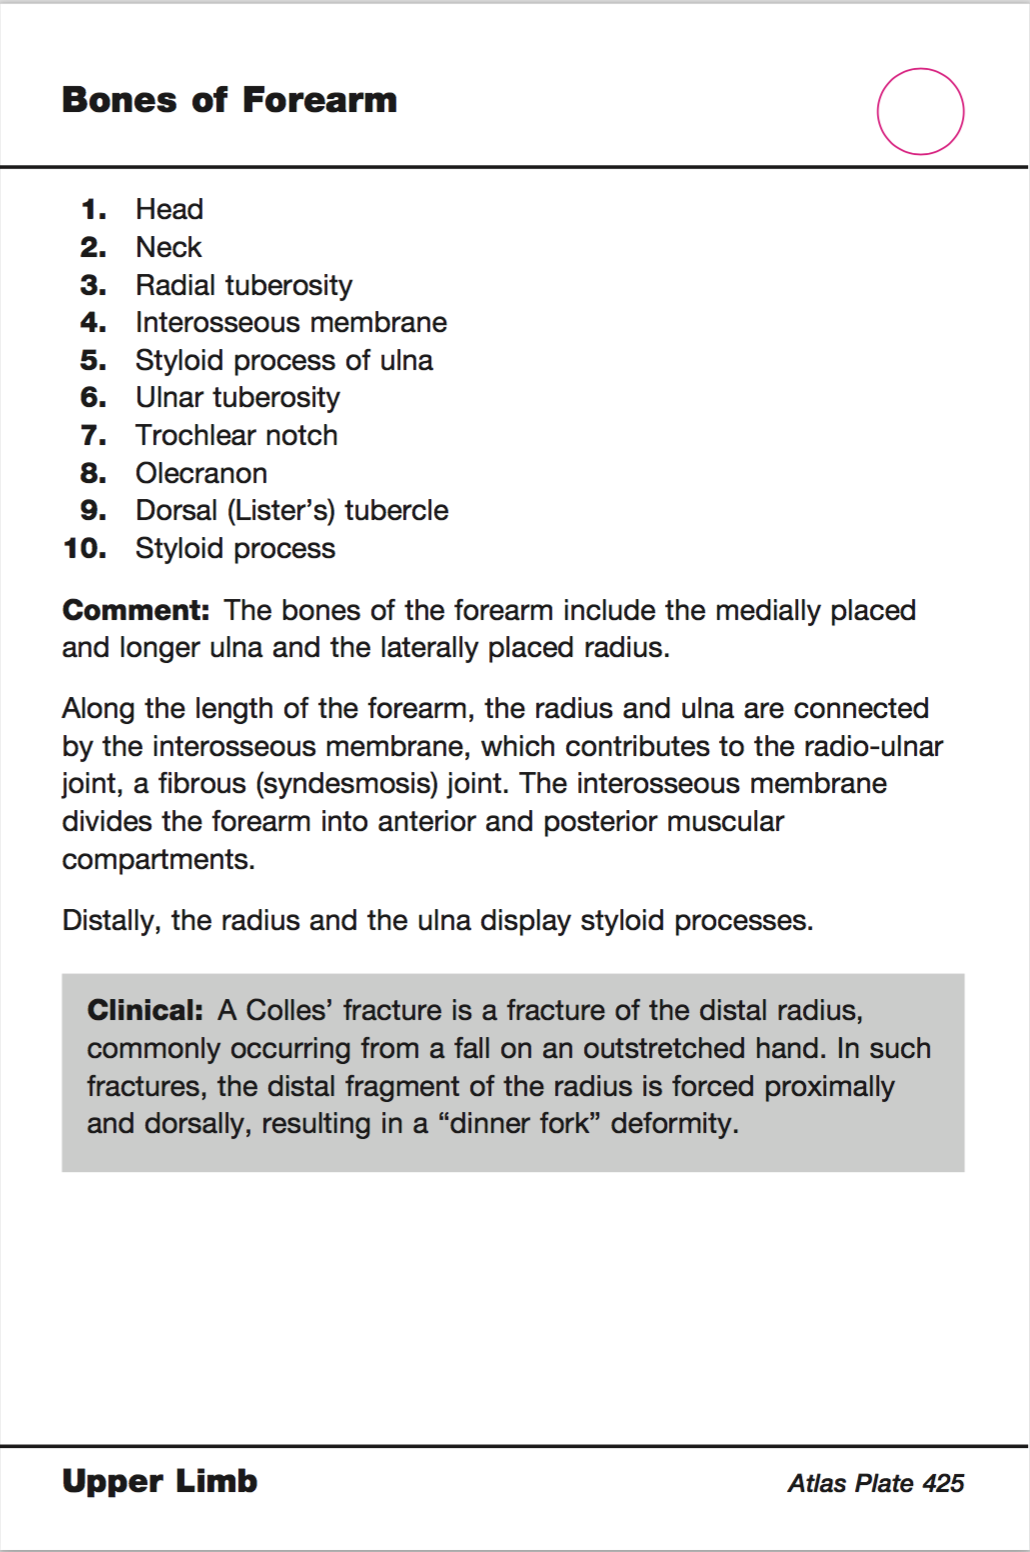 Bones of Forearm
1. Head
2. Neck
3. Radial tuberosity
4. Interosseous membrane
5. Styloid process of ulna
6. Ulnar tuberosity
7. Trochlear notch
8. Olecranon
9. Dorsal (Lister’s) tubercle
10. Styloid process
Comment: The bones of the forearm include the medially placed
and longer ulna and the laterally placed radius.
Along the length of the forearm, the radius and ulna are connected
by the interosseous membrane, which contributes to the radio-ulnar
joint, a fibrous (syndesmosis) joint. The interosseous membrane
divides the forearm into anterior and posterior muscular
compartments.
Distally, the radius and the ulna display styloid processes.
Clinical: A Colles’ fracture is a fracture of the distal radius,
commonly occurring from a fall on an outstretched hand. In such
fractures, the distal fragment of the radius is forced proximally
and dorsally, resulting in a “dinner fork” deformity.
Upper Limb
Atlas Plate 425